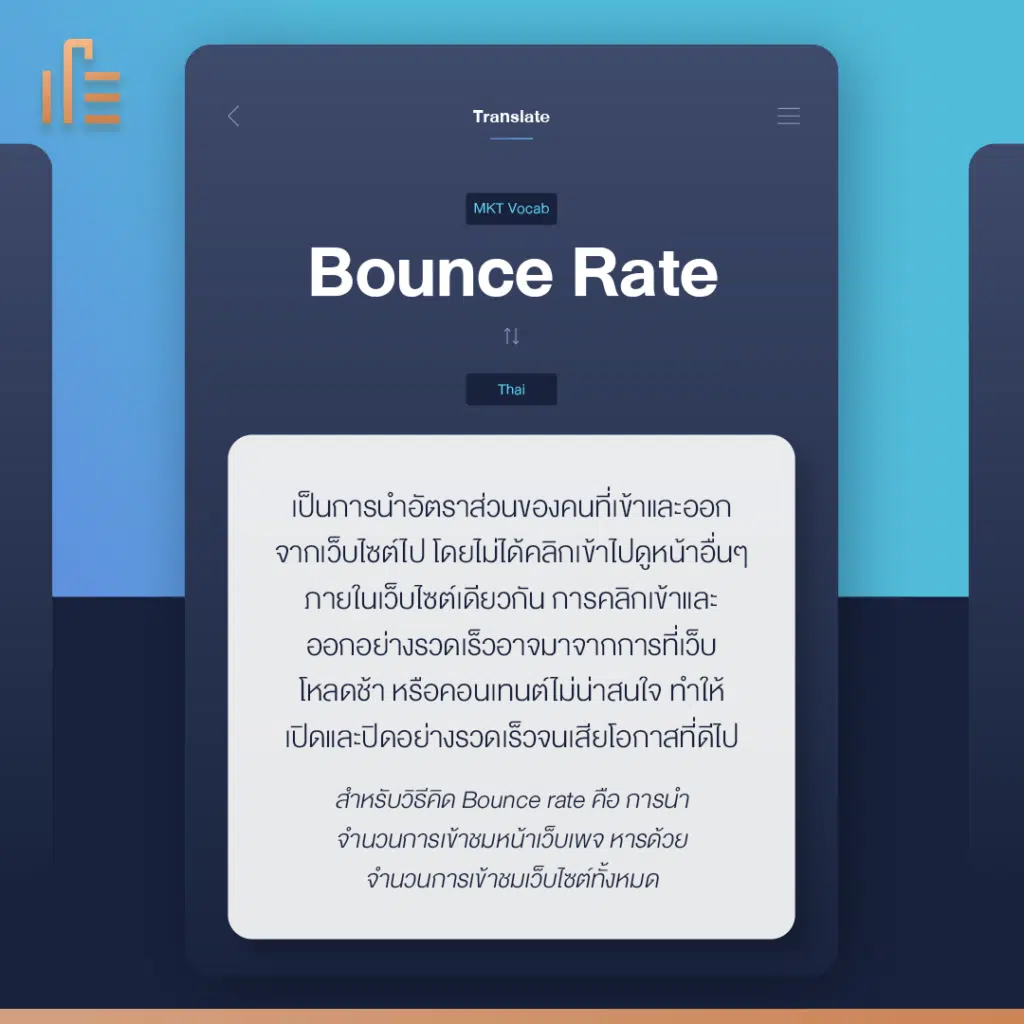 Translate
MKT Vocab
Bounce Rate
Thai
เป็นการนำอัตราส่วนของคนที่เข้าและออก
จากเว็บไซต์ไป โดยไม่ได้คลิกเข้าไปดูหน้าอื่นๆ
ภายในเว็บไซต์เดียวกัน การคลิกเข้าและ
ออกอย่างรวดเร็วอาจมาจากการที่เว็บ
โหลดช้า หรือคอนเทนต์ไม่น่าสนใจ ทำให้
เปิดและปิดอย่างรวดเร็วจนเสียโอกาสที่ดีไป
สำหรับวิธีคิด Bounce rate คือ การนำ
จำนวนการเข้าชมหน้าเว็บเพจ หารด้วย
จำนวนการเข้าชมเว็บไซต์ทั้งหมด